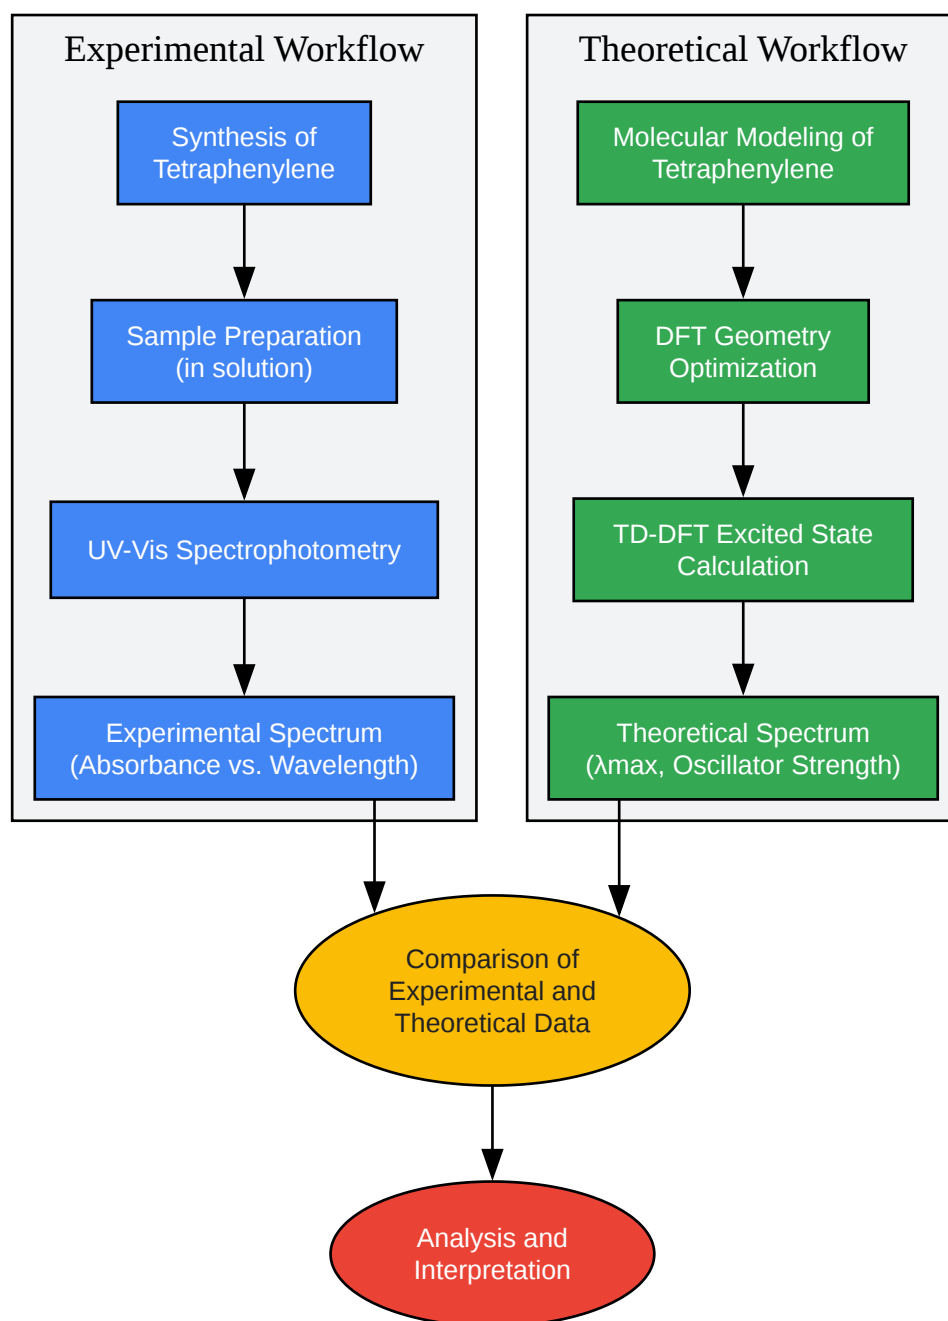 Experimental Workflow
Synthesis of
Tetraphenylene
Sample Preparation
(in solution)
UV-Vis Spectrophotometry
Experimental Spectrum
(Absorbance vs. Wavelength)
Theoretical Workflow
Molecular Modeling of
Tetraphenylene
DFT Geometry
Optimization
TD-DFT Excited State
Calculation
Theoretical Spectrum
(λmax, Oscillator Strength)
Comparison of
Experimental and
Theoretical Data
Analysis and
Interpretation